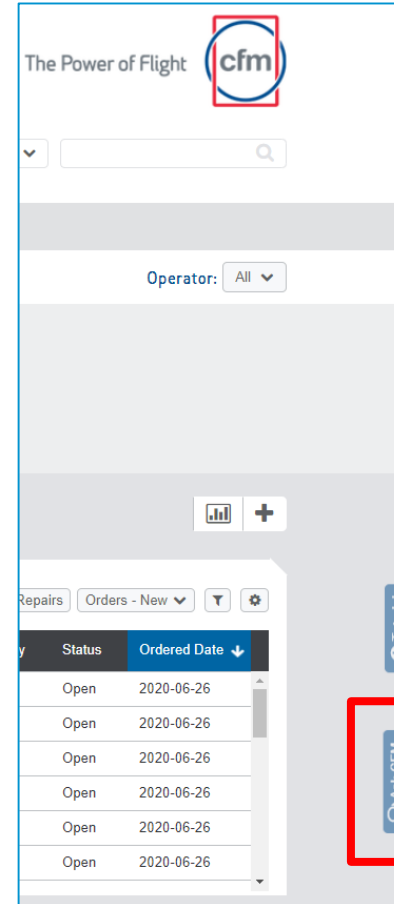 The Power of Flight cfm
Operator: All
Repairs Orders - New
y Status Ordered Date
Open 2020-06-26
Open 2020-06-26
Open 2020-06-26
Open 2020-06-26
Open 2020-06-26
Open 2020-06-26